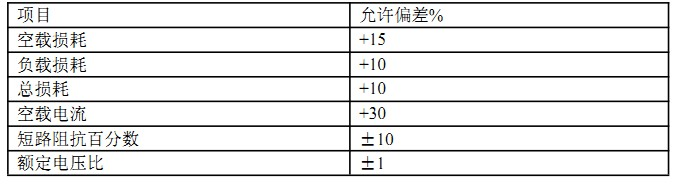 项目 允许偏差%
空载损耗 +15
负载损耗 +10
总损耗 +10
空载电流 +30
短路阻抗百分数 ±10
额定电压比 ±1